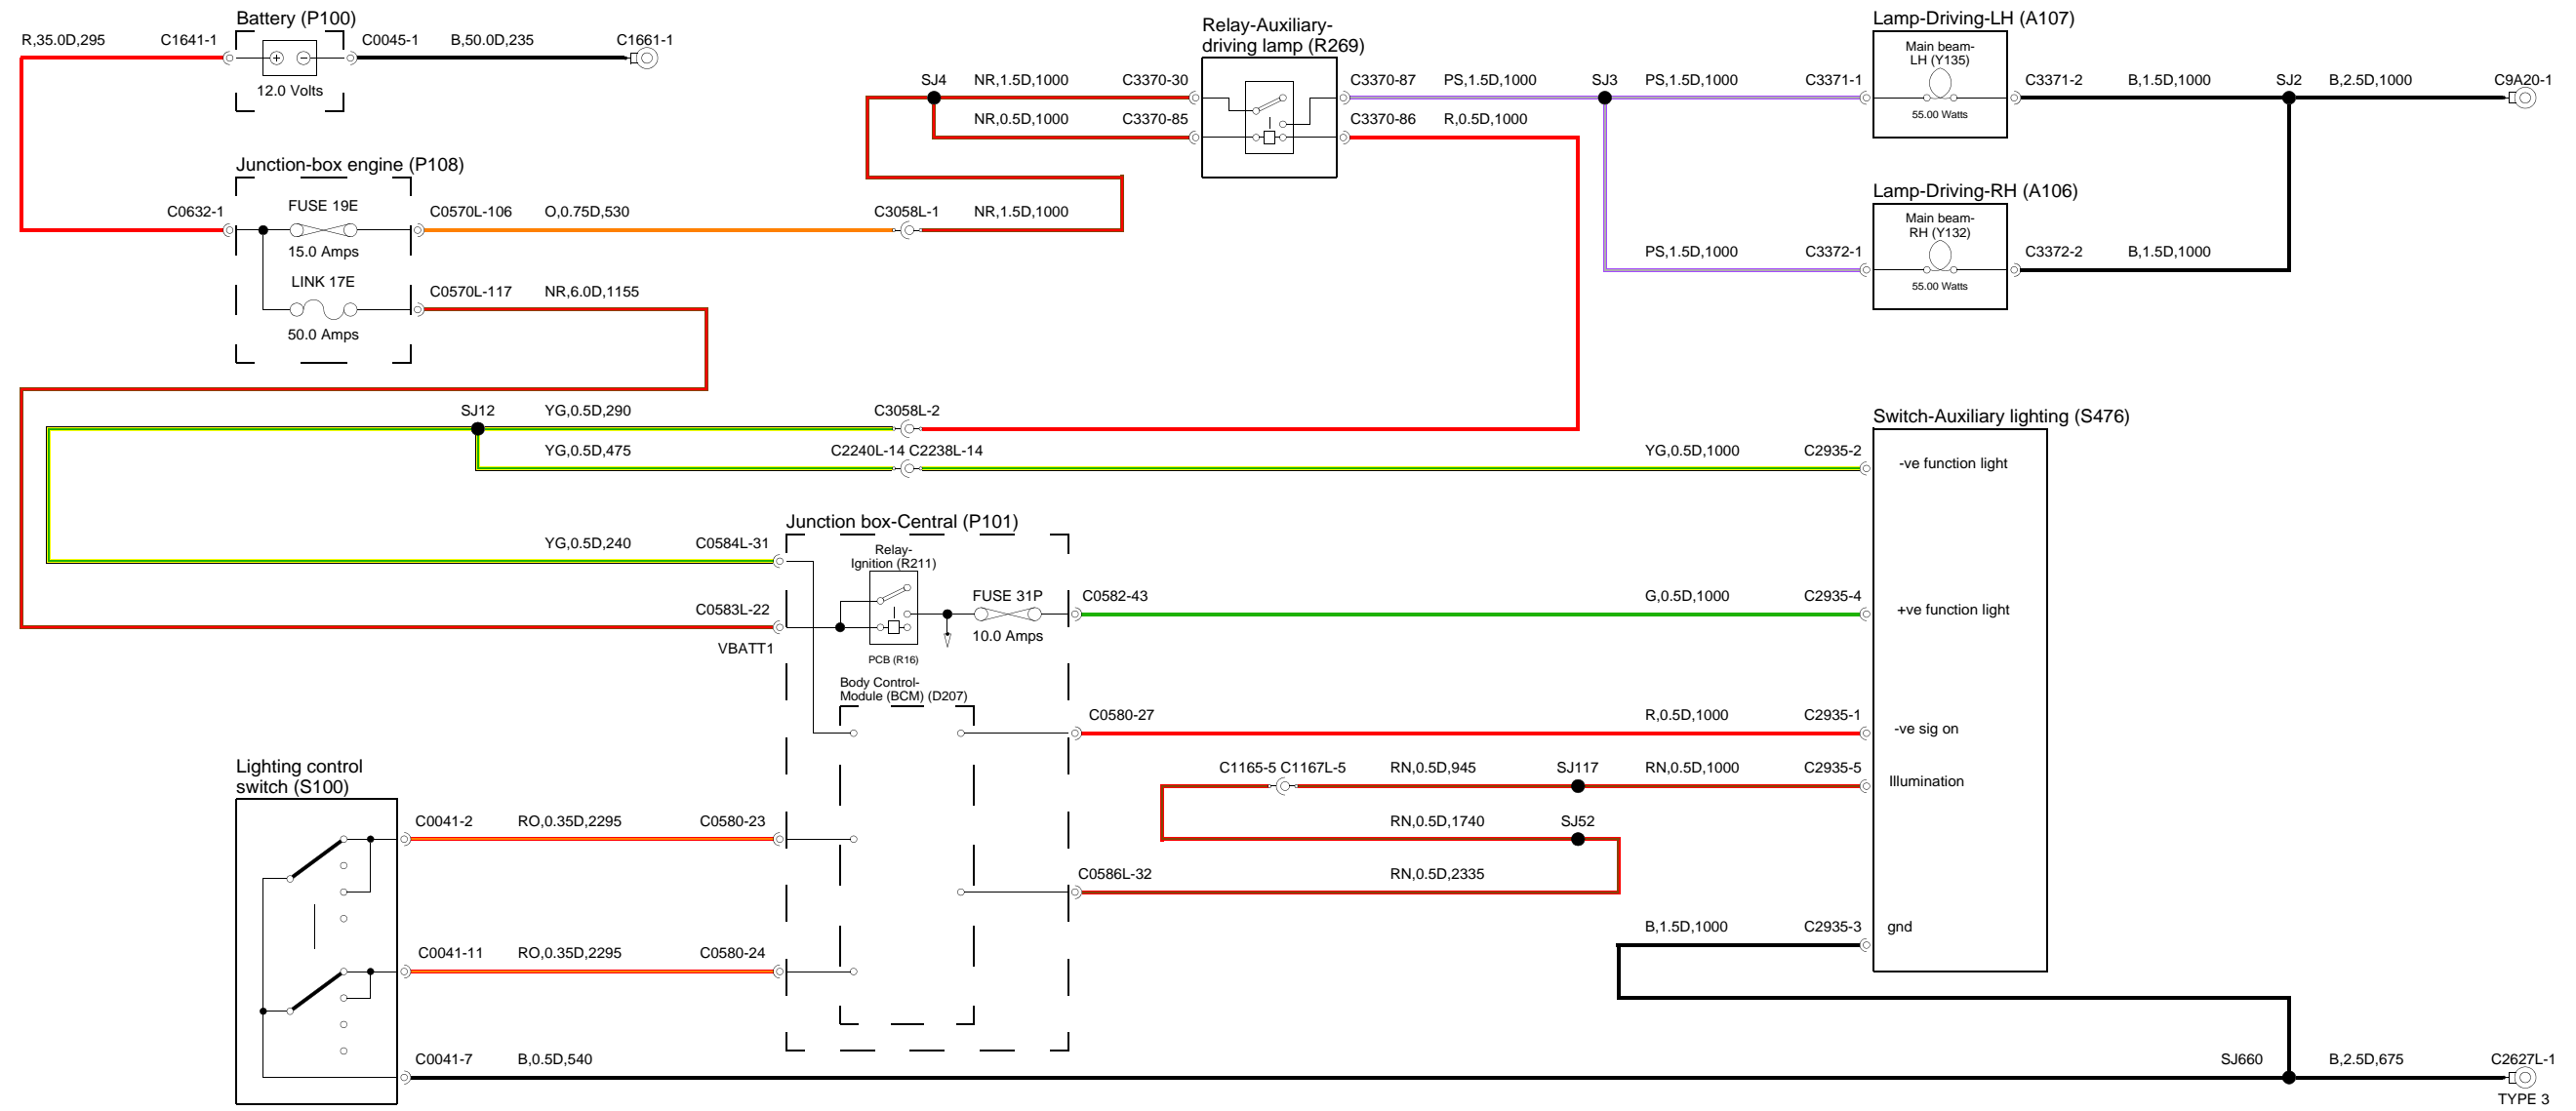 Battery (P100)
R,35.0D,295
C1641-1
C0045-1
B,50.0D,235
C1661-1
12.0 Volts
Relay-Auxiliary-
driving lamp (R269)
SJ4
NR,1.5D,1000
C3370-30
C3370-87
PS,1.5D,1000
SJ3
PS,1.5D,1000
C3371-1
NR,0.5D,1000
C3370-85
C3370-86
R,0.5D,1000
Lamp-Driving-LH (A107)
Main beam-
LH (Y135)
55.00 Watts
C3371-2
B,1.5D,1000
SJ2
B,2.5D,1000
C9A20-1
Junction-box engine (P108)
C0632-1
FUSE 19E
15.0 Amps
C0570L-106
O,0.75D,530
C3058L-1
NR,1.5D,1000
LINK 17E
50.0 Amps
C0570L-117
NR,6.0D,1155
Lamp-Driving-RH (A106)
Main beam-
RH (Y132)
55.00 Watts
PS,1.5D,1000
C3372-1
C3372-2
B,1.5D,1000
SJ12
YG,0.5D,290
C3058L-2
YG,0.5D,475
C2240L-14 C2238L-14
YG,0.5D,1000
C2935-2
Switch-Auxiliary lighting (S476)
-ve function light
Junction box-Central (P101)
YG,0.5D,240
C0584L-31
Relay-
Ignition (R211)
C0583L-22
VBATT1
FUSE 31P
10.0 Amps
PCB (R16)
C0582-43
G,0.5D,1000
C2935-4
+ve function light
Body Control-
Module (BCM) (D207)
C0580-27
R,0.5D,1000
C2935-1
-ve sig on
C1165-5 C1167L-5
RN,0.5D,945
SJ117
RN,0.5D,1000
C2935-5
Illumination
Lighting control
switch (S100)
C0041-2
RO,0.35D,2295
C0580-23
RN,0.5D,1740
SJ52
C0586L-32
RN,0.5D,2335
C0041-11
RO,0.35D,2295
C0580-24
B,1.5D,1000
C2935-3
gnd
C0041-7
B,0.5D,540
SJ660
B,2.5D,675
C2627L-1
TYPE 3